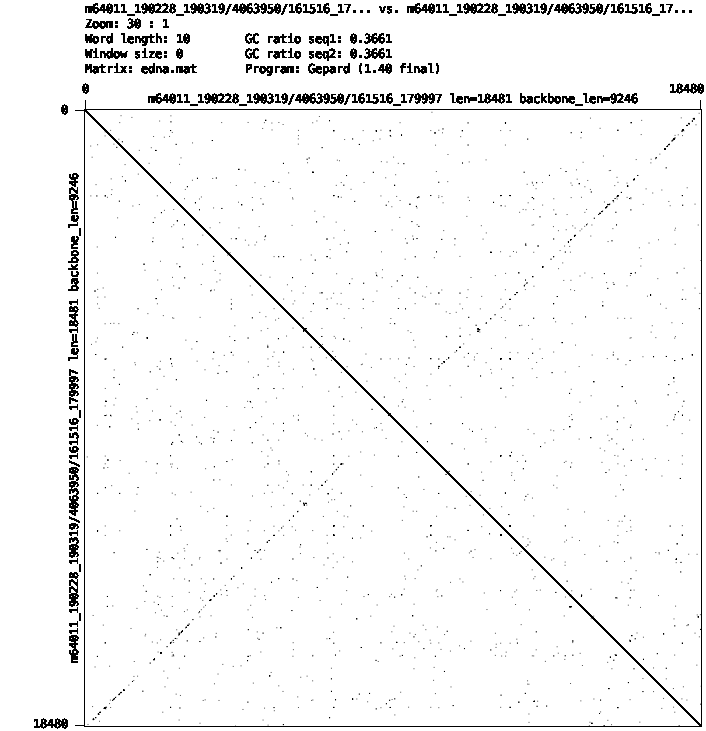 m64011_190228_190319/4063950/161516_17... vs. m64011_190228_190319/4063950/161516_17...
Zoom: 30 : 1
Word length: 10 GC ratio seq1: 0.3661
Window size: 0 GC ratio seq2: 0.3661
Matrix: edna.mat Program: Gepard (1.40 final)
0 18480
m64011_190228_190319/4063950/161516_179997 len=18481 backbone_len=9246
0
m64011_190228_190319/4063950/161516_179997 len=18481 backbone_len=9246
18480